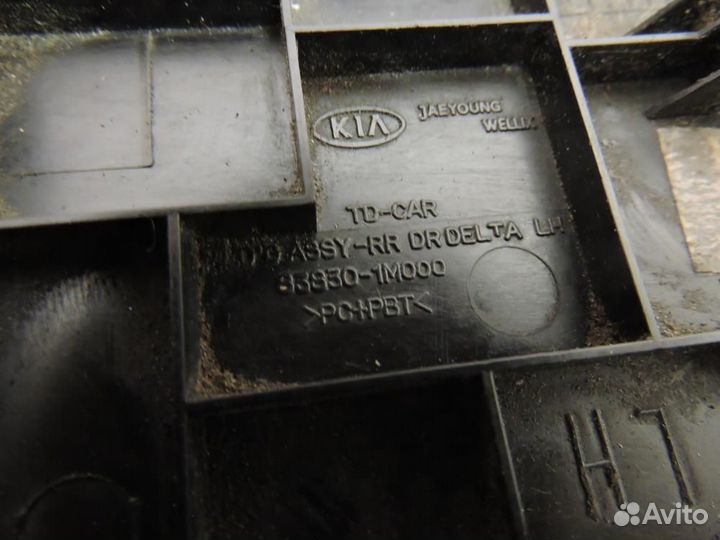 KIA
JAEYOUNG
WELLIX
TD-CAR
ASSY-RR DR DELTA LH
83830-1M000
>PC+PBT<
LH
Avito